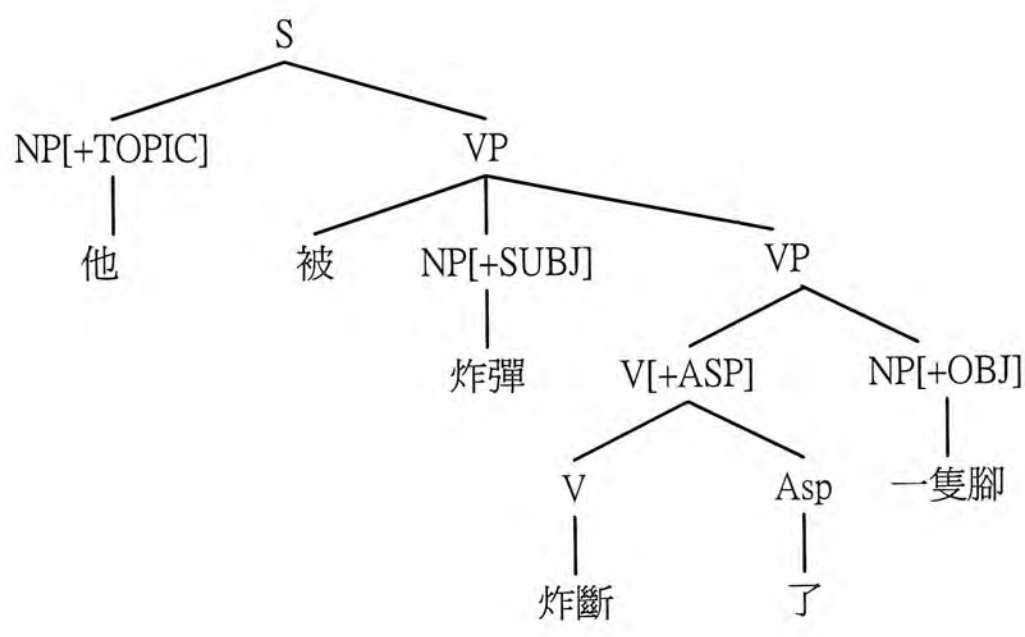 S
NP[+TOPIC] VP
他 被 NP[+SUBJ] VP
炸彈 V[+ASP] NP[+OBJ]
V Asp 一隻腳
炸斷 了